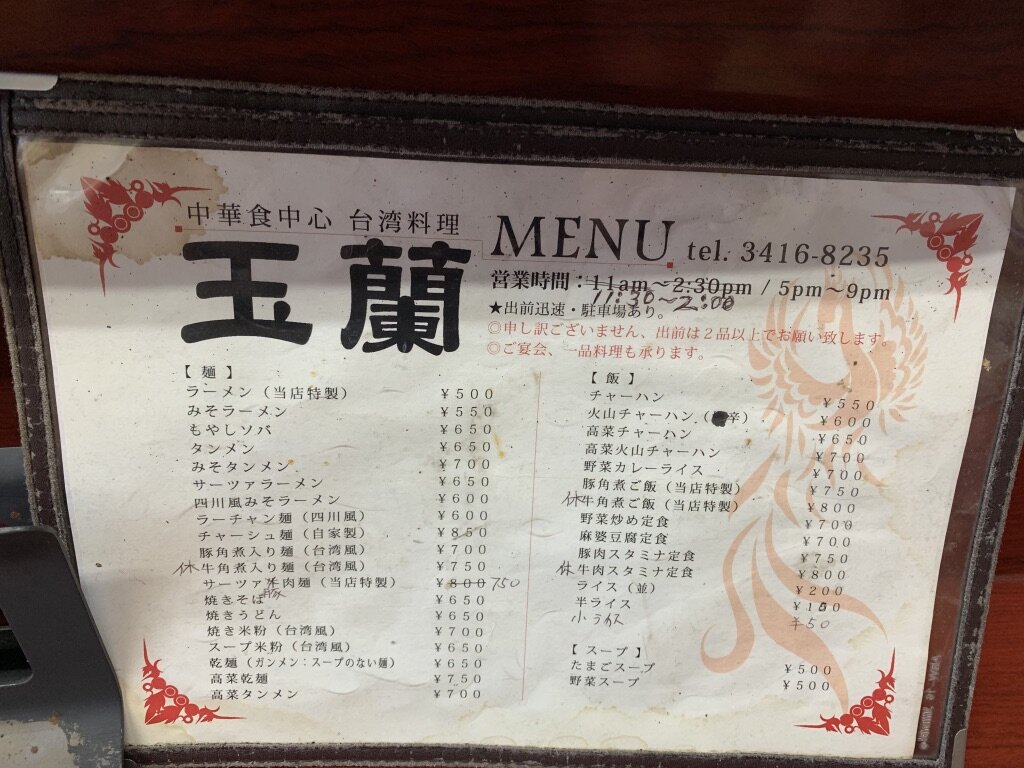 中華食中心 台湾料理
玉蘭
MENU tel. 3416-8235
営業時間：11am～2:30pm / 5pm～9pm
11:30～2:00
★出前迅速・駐車場あり。
◎申し訳ございません、出前は２品以上でお願い致します。
◎ご宴会、一品料理も承ります。
【 麺 】
ラーメン（当店特製） ￥500
みそラーメン ￥550
もやしソバ ￥650
タンメン ￥650
みそタンメン ￥700
サーツァラーメン ￥650
四川風みそラーメン ￥600
ラーチャン麺（四川風） ￥600
チャーシュ麺（自家製） ￥850
豚角煮入り麺（台湾風） ￥700
休 牛角煮入り麺（台湾風） ￥750
サーツァ牛肉麺（当店特製） ￥800 750
豚
焼きそば ￥650
焼きうどん ￥650
焼き米粉（台湾風） ￥700
スープ米粉（台湾風） ￥650
乾麺（ガンメン：スープのない麺） ￥650
高菜乾麺 ￥750
高菜タンメン ￥700
【 飯 】
チャーハン ￥550
火山チャーハン（辛） ￥600
高菜チャーハン ￥650
高菜火山チャーハン ￥700
野菜カレーライス ￥700
豚角煮ご飯（当店特製） ￥750
休 牛角煮ご飯（当店特製） ￥800
野菜炒め定食 ￥700
麻婆豆腐定食 ￥700
豚肉スタミナ定食 ￥750
休 牛肉スタミナ定食 ￥800
ライス（並） ￥200
半ライス ￥150
小ライス ￥50
【 スープ 】
たまごスープ ￥500
野菜スープ ￥500